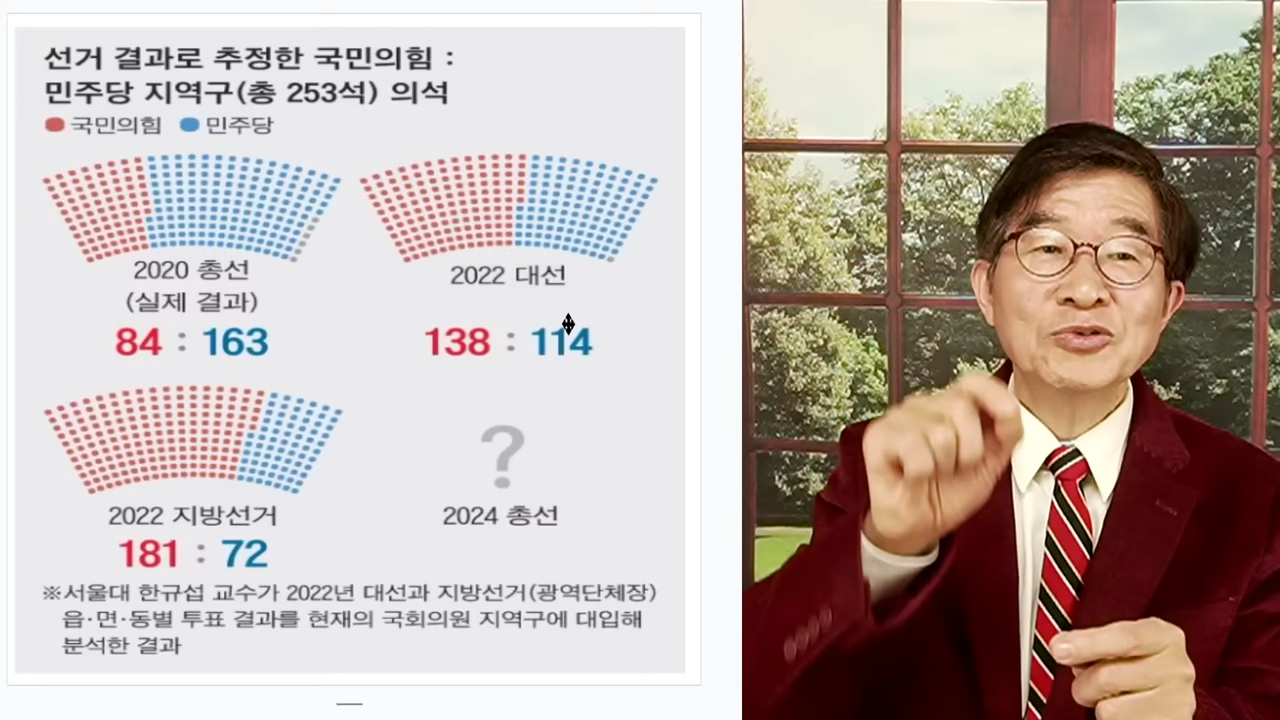 선거 결과로 추정한 국민의힘 :
민주당 지역구(총 253석) 의석
국민의힘 민주당
2020 총선
(실제 결과)
84 : 163
2022 대선
138 : 114
2022 지방선거
181 : 72
?
2024 총선
※서울대 한규섭 교수가 2022년 대선과 지방선거(광역단체장)
읍·면·동별 투표 결과를 현재의 국회의원 지역구에 대입해
분석한 결과